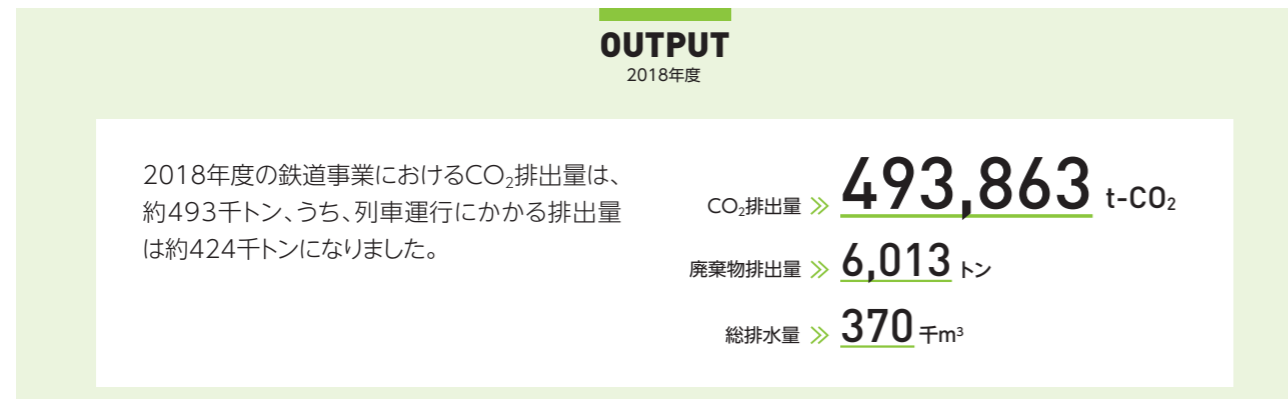 OUTPUT
2018年度
2018年度の鉄道事業におけるCO₂排出量は、
約493千トン、うち、列車運行にかかる排出量
は約424千トンになりました。
CO₂排出量 》 493,863 t-CO₂
廃棄物排出量 》 6,013 トン
総排水量 》 370 千m³